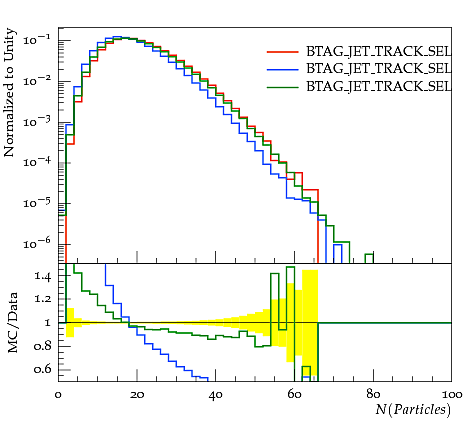 Normalized to Unity
10⁻¹
10⁻²
10⁻³
10⁻⁴
10⁻⁵
10⁻⁶
BTAG_JET_TRACK_SEL
BTAG_JET_TRACK_SEL
BTAG_JET_TRACK_SEL
MC/Data
1.4
1.2
1
0.8
0.6
0 20 40 60 80 100
N(Particles)